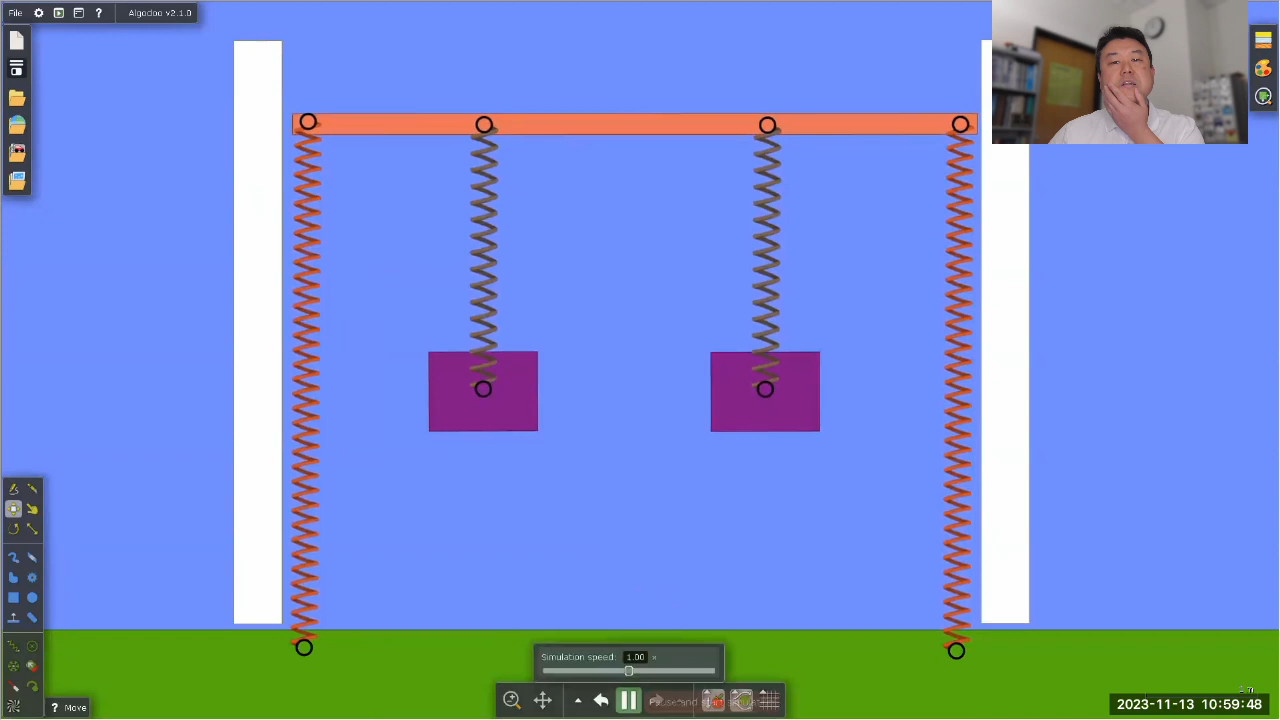 File ? Algodoo v2.1.0
Simulation speed: 1.00 x
? Move
2023-11-13 10:59:48